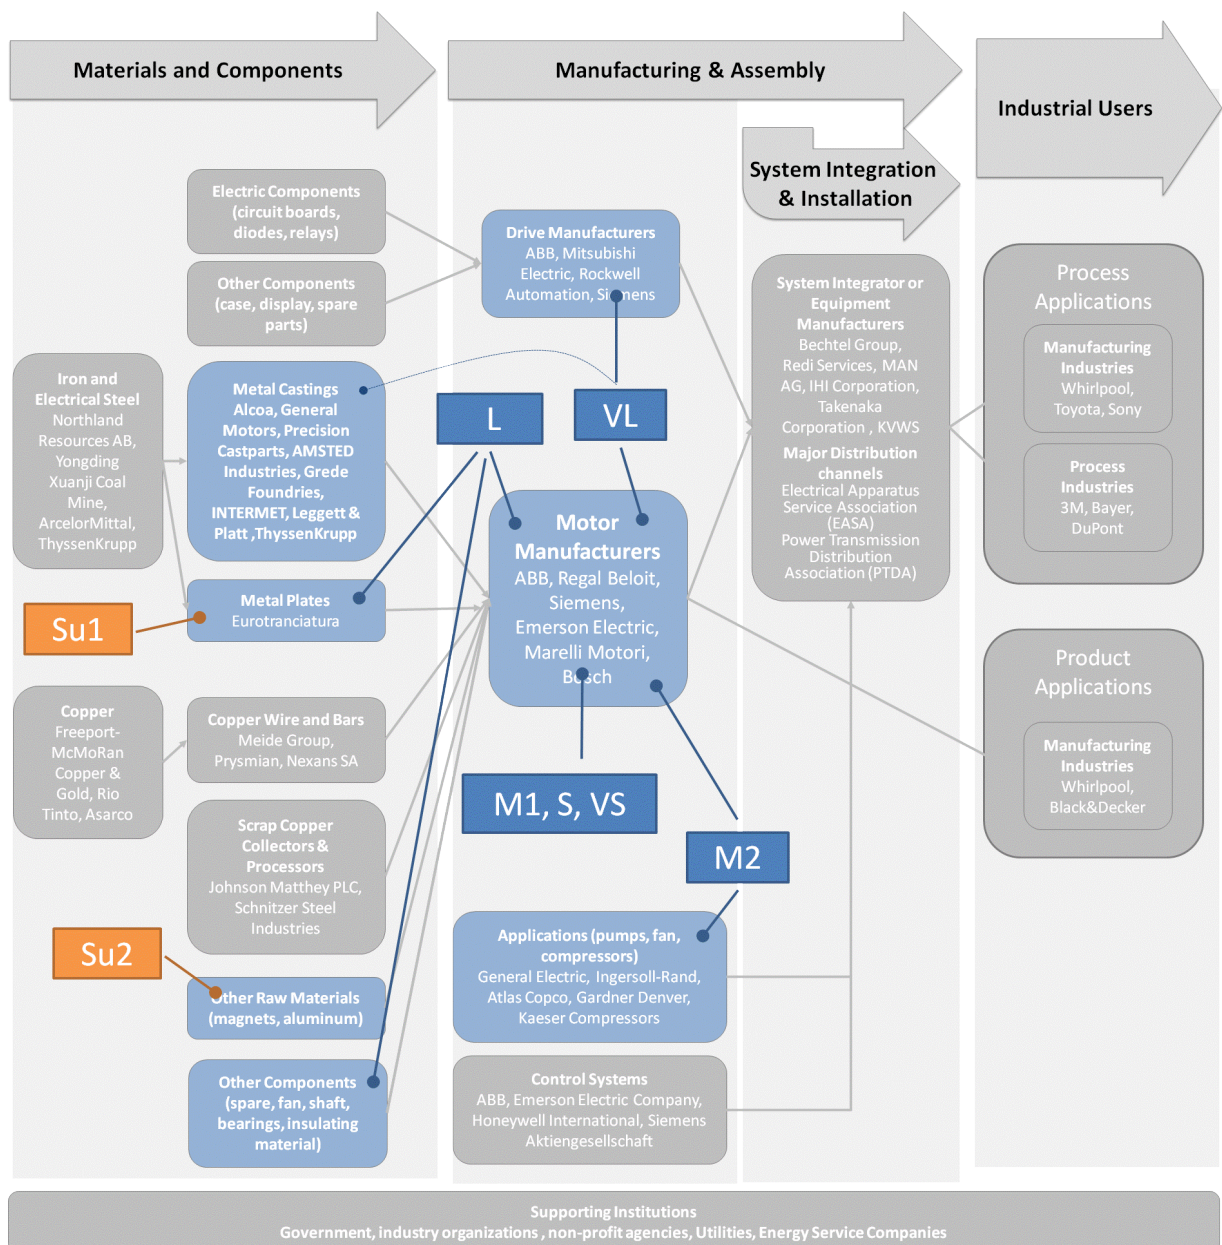 Materials and Components
Manufacturing & Assembly
Industrial Users
System Integration
& Installation
Electric Components
(circuit boards,
diodes, relays)
Other Components
(case, display, spare
parts)
Iron and
Electrical Steel
Northland
Resources AB,
Yongding
Xuanji Coal
Mine,
ArcelorMittal,
ThyssenKrupp
Metal Castings
Alcoa, General
Motors, Precision
Castparts, AMSTED
Industries, Grede
Foundries,
INTERMET, Leggett &
Platt ,ThyssenKrupp
Metal Plates
Eurotranciatura
Su1
Copper
Freeport-
McMoRan
Copper &
Gold, Rio
Tinto, Asarco
Copper Wire and Bars
Meide Group,
Prysmian, Nexans SA
Scrap Copper
Collectors &
Processors
Johnson Matthey PLC,
Schnitzer Steel
Industries
Su2
Other Raw Materials
(magnets, aluminum)
Other Components
(spare, fan, shaft,
bearings, insulating
material)
Drive Manufacturers
ABB, Mitsubishi
Electric, Rockwell
Automation, Siemens
L
VL
Motor
Manufacturers
ABB, Regal Beloit,
Siemens,
Emerson Electric,
Marelli Motori,
Bosch
M1, S, VS
M2
Applications (pumps, fan,
compressors)
General Electric, Ingersoll-Rand,
Atlas Copco, Gardner Denver,
Kaeser Compressors
Control Systems
ABB, Emerson Electric Company,
Honeywell International, Siemens
Aktiengesellschaft
System Integrator or
Equipment
Manufacturers
Bechtel Group,
Redi Services, MAN
AG, IHI Corporation,
Takenaka
Corporation , KVWS
Major Distribution
channels
Electrical Apparatus
Service Association
(EASA)
Power Transmission
Distribution
Association (PTDA)
Process
Applications
Manufacturing
Industries
Whirlpool,
Toyota, Sony
Process
Industries
3M, Bayer,
DuPont
Product
Applications
Manufacturing
Industries
Whirlpool,
Black&Decker
Supporting Institutions
Government, industry organizations , non-profit agencies, Utilities, Energy Service Companies